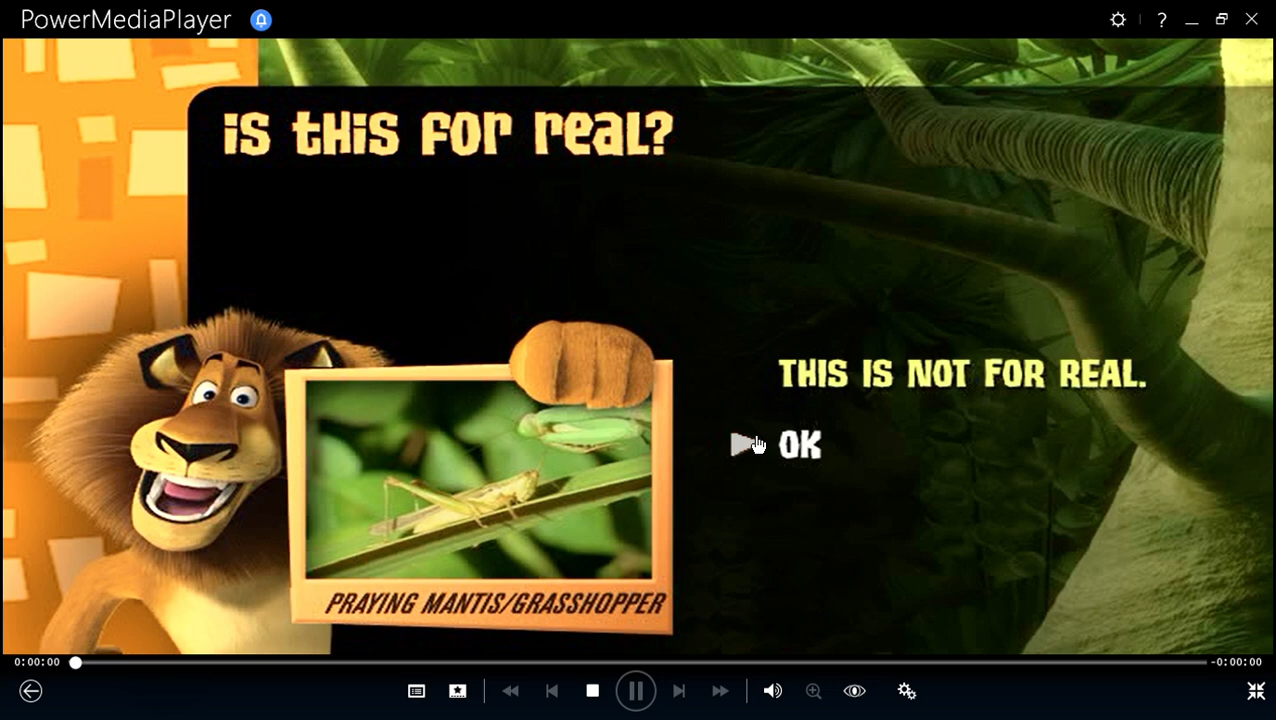 PowerMediaPlayer
?
is this for real?
THIS IS NOT FOR REAL.
OK
PRAYING MANTIS/GRASSHOPPER
0:00:00
-0:00:00